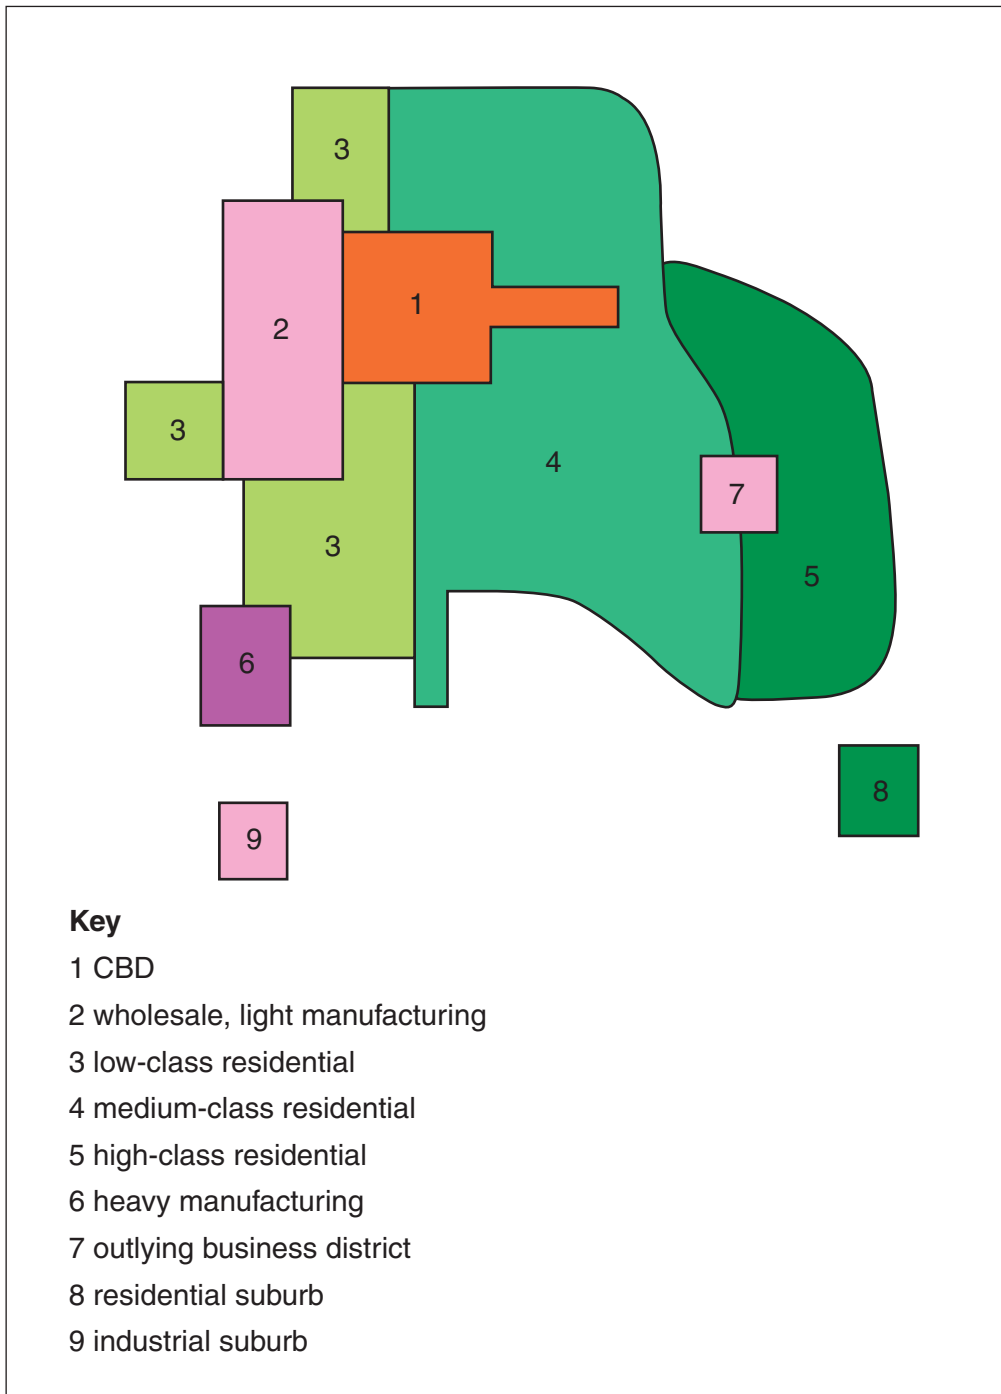 3
1
2
3
4
7
3
5
6
8
9
Key
1 CBD
2 wholesale, light manufacturing
3 low-class residential
4 medium-class residential
5 high-class residential
6 heavy manufacturing
7 outlying business district
8 residential suburb
9 industrial suburb